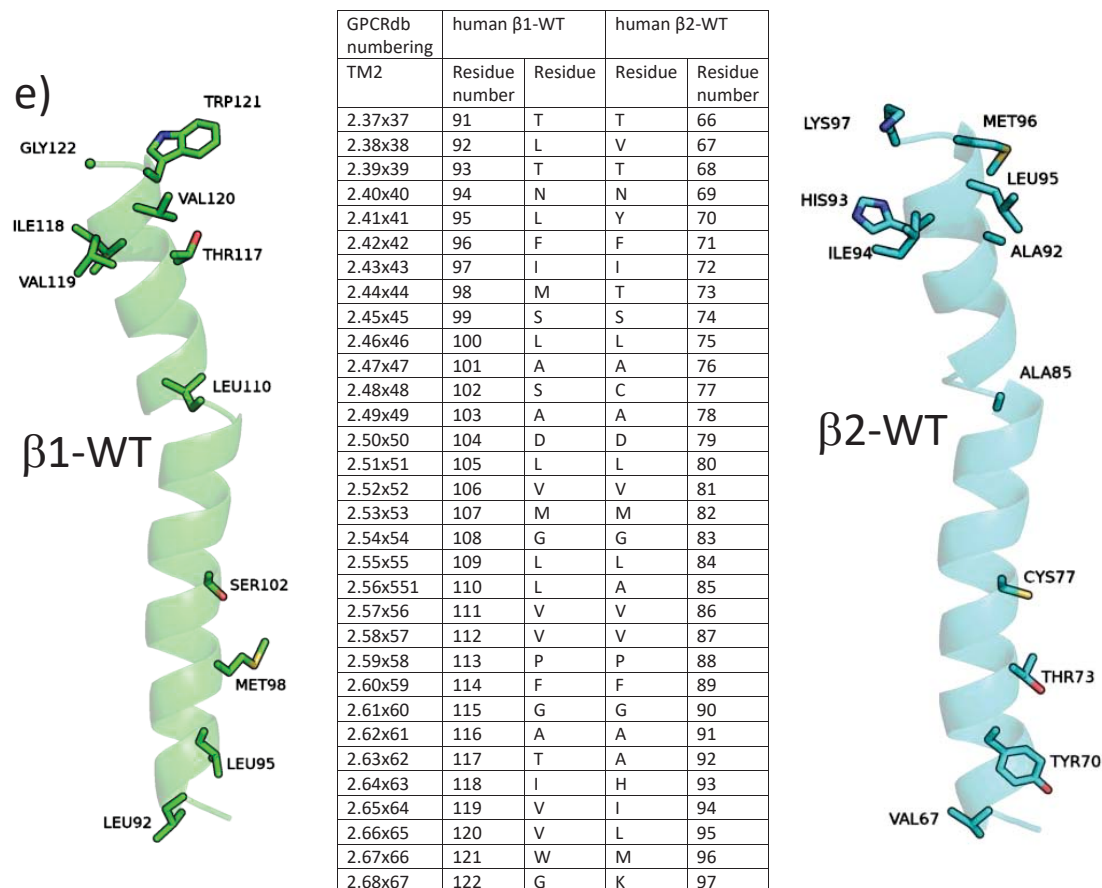 e)
TRP121
GLY122
VAL120
ILE118
THR117
VAL119
LEU110
β1-WT
SER102
MET98
LEU95
LEU92
GPCRdb numbering human β1-WT human β2-WT
TM2 Residue number Residue Residue Residue number
2.37x37 91 T T 66
2.38x38 92 L V 67
2.39x39 93 T T 68
2.40x40 94 N N 69
2.41x41 95 L Y 70
2.42x42 96 F F 71
2.43x43 97 I I 72
2.44x44 98 M T 73
2.45x45 99 S S 74
2.46x46 100 L L 75
2.47x47 101 A A 76
2.48x48 102 S C 77
2.49x49 103 A A 78
2.50x50 104 D D 79
2.51x51 105 L L 80
2.52x52 106 V V 81
2.53x53 107 M M 82
2.54x54 108 G G 83
2.55x55 109 L L 84
2.56x551 110 L A 85
2.57x56 111 V V 86
2.58x57 112 V V 87
2.59x58 113 P P 88
2.60x59 114 F F 89
2.61x60 115 G G 90
2.62x61 116 A A 91
2.63x62 117 T A 92
2.64x63 118 I H 93
2.65x64 119 V I 94
2.66x65 120 V L 95
2.67x66 121 W M 96
2.68x67 122 G K 97
LYS97
MET96
LEU95
HIS93
ILE94
ALA92
ALA85
β2-WT
CYS77
THR73
TYR70
VAL67